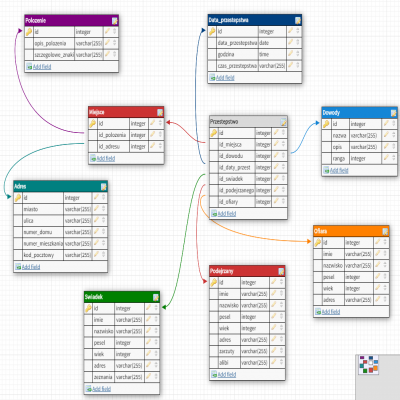 Położenie
id integer
opis_polozenia varchar(255)
szczegolowe_znaki varchar(255)
Add field
Data_przestepstwa
id integer
data_przestepstwa date
godzina time
czas_przestepstwa varchar(255)
Add field
Miejsce
id integer
id_polozenia integer
id_adresu integer
Add field
Przestepstwo
id integer
id_miejsca integer
id_dowodu integer
id_daty_przest integer
id_swiadek integer
id_podejrzanego integer
id_ofiary integer
Add field
Dowody
id integer
nazwa varchar(255)
opis varchar(255)
ranga integer
Add field
Adres
id integer
miasto varchar(255)
ulica varchar(255)
numer_domu varchar(255)
numer_mieszkania varchar(255)
kod_pocztowy varchar(255)
Add field
Ofiara
id integer
imie varchar(255)
nazwisko varchar(255)
pesel integer
wiek integer
adres varchar(255)
Add field
Podejrzany
id integer
imie varchar(255)
nazwisko varchar(255)
pesel integer
wiek integer
adres varchar(255)
zarzuty varchar(255)
alibi varchar(255)
Add field
Swiadek
id integer
imie varchar(255)
nazwisko varchar(255)
pesel integer
wiek integer
adres varchar(255)
zeznania varchar(255)
Add field